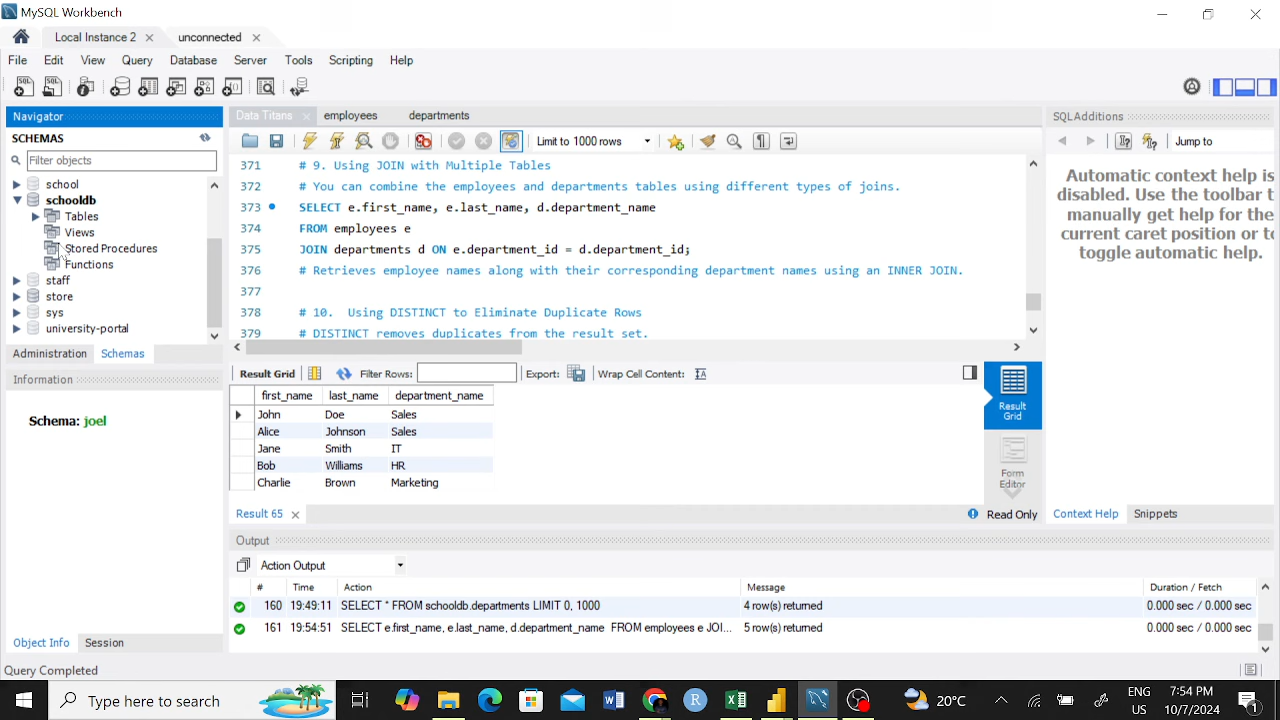 MySQL Workbench
Local Instance 2 unconnected
File Edit View Query Database Server Tools Scripting Help
Navigator
SCHEMAS
Filter objects
school
schooldb
Tables
Views
Stored Procedures
Functions
staff
store
sys
university-portal
Administration Schemas
Information
Schema: joel
Object Info Session
Data Titans employees departments
Limit to 1000 rows
371 # 9. Using JOIN with Multiple Tables
372 # You can combine the employees and departments tables using different types of joins.
373 SELECT e.first_name, e.last_name, d.department_name
374 FROM employees e
375 JOIN departments d ON e.department_id = d.department_id;
376 # Retrieves employee names along with their corresponding department names using an INNER JOIN.
377
378 # 10. Using DISTINCT to Eliminate Duplicate Rows
379 # DISTINCT removes duplicates from the result set.
Result Grid Filter Rows: Export: Wrap Cell Content:
first_name last_name department_name
John Doe Sales
Alice Johnson Sales
Jane Smith IT
Bob Williams HR
Charlie Brown Marketing
Result Grid
Form Editor
Result 65 Read Only
SQLAdditions
Jump to
Automatic context help is
disabled. Use the toolbar t
manually get help for the
current caret position or to
toggle automatic help.
Context Help Snippets
Output
Action Output
# Time Action Message Duration / Fetch
160 19:49:11 SELECT * FROM schooldb.departments LIMIT 0, 1000 4 row(s) returned 0.000 sec / 0.000 sec
161 19:54:51 SELECT e.first_name, e.last_name, d.department_name FROM employees e JOI... 5 row(s) returned 0.000 sec / 0.000 sec
Query Completed
Type here to search 20°C ENG US 7:54 PM 10/7/2024